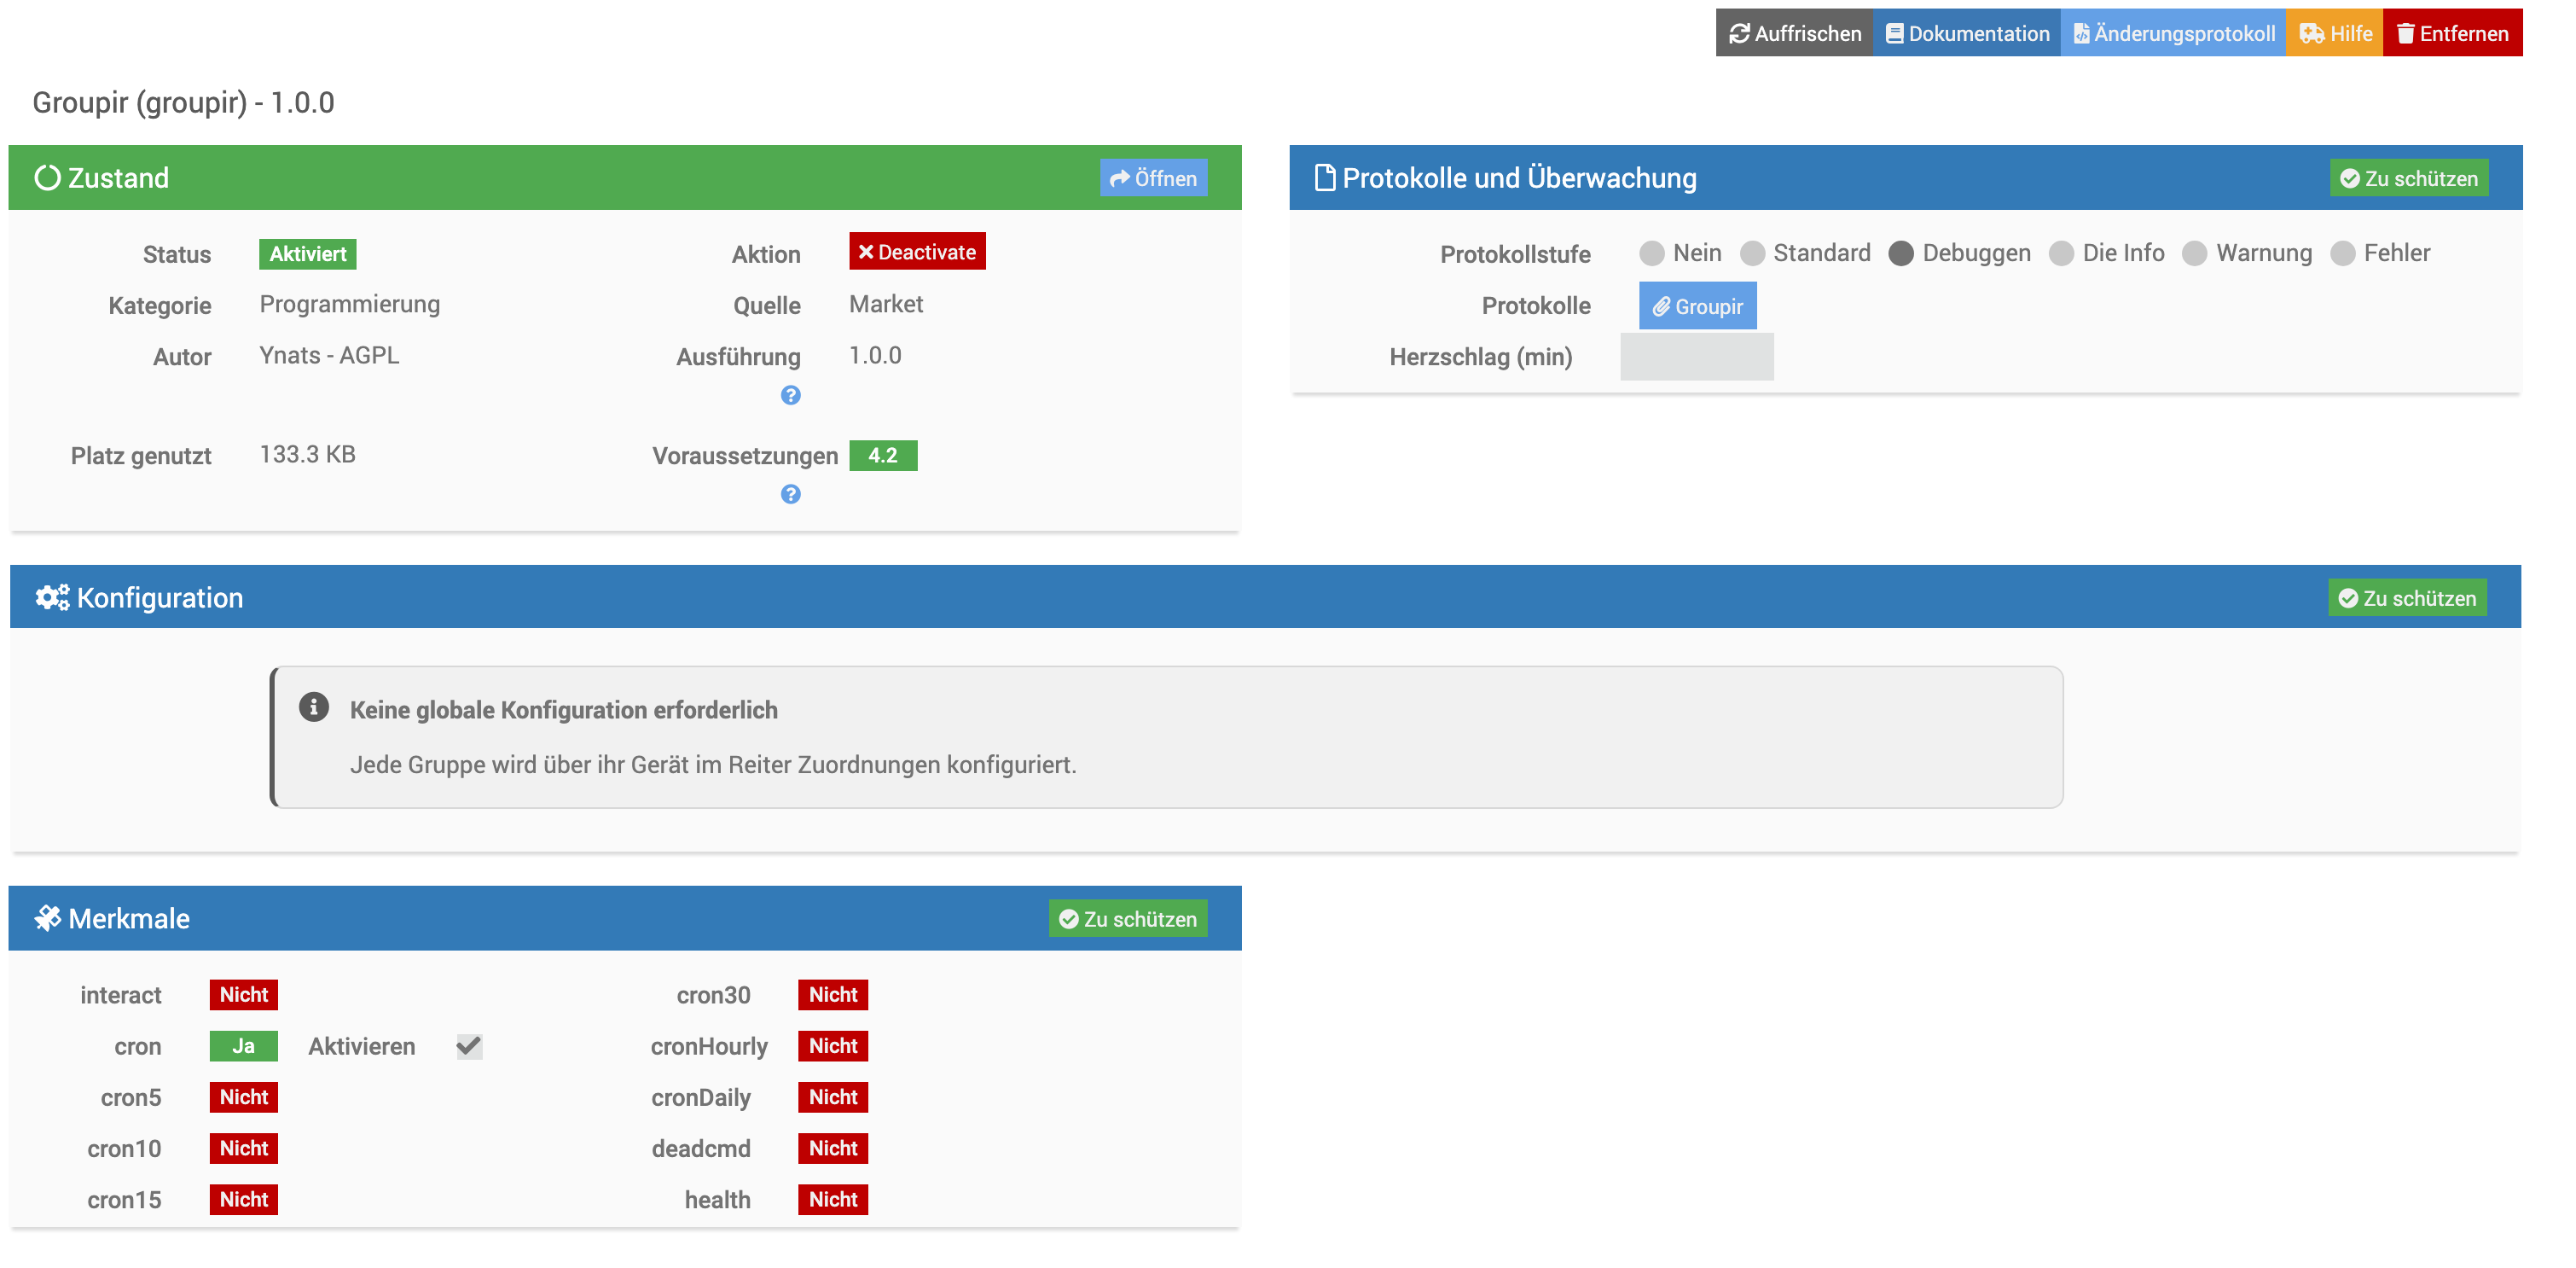 Auffrischen Dokumentation Änderungsprotokoll Hilfe Entfernen
Groupir (groupir) - 1.0.0
Zustand Öffnen
Status Aktiviert Aktion Deactivate
Kategorie Programmierung Quelle Market
Autor Ynats - AGPL Ausführung 1.0.0
Platz genutzt 133.3 KB Voraussetzungen 4.2
Protokolle und Überwachung Zu schützen
Protokollstufe Nein Standard Debuggen Die Info Warnung Fehler
Protokolle Groupir
Herzschlag (min)
Konfiguration Zu schützen
Keine globale Konfiguration erforderlich
Jede Gruppe wird über ihr Gerät im Reiter Zuordnungen konfiguriert.
Merkmale Zu schützen
interact Nicht cron30 Nicht
cron Ja Aktivieren cronHourly Nicht
cron5 Nicht cronDaily Nicht
cron10 Nicht deadcmd Nicht
cron15 Nicht health Nicht